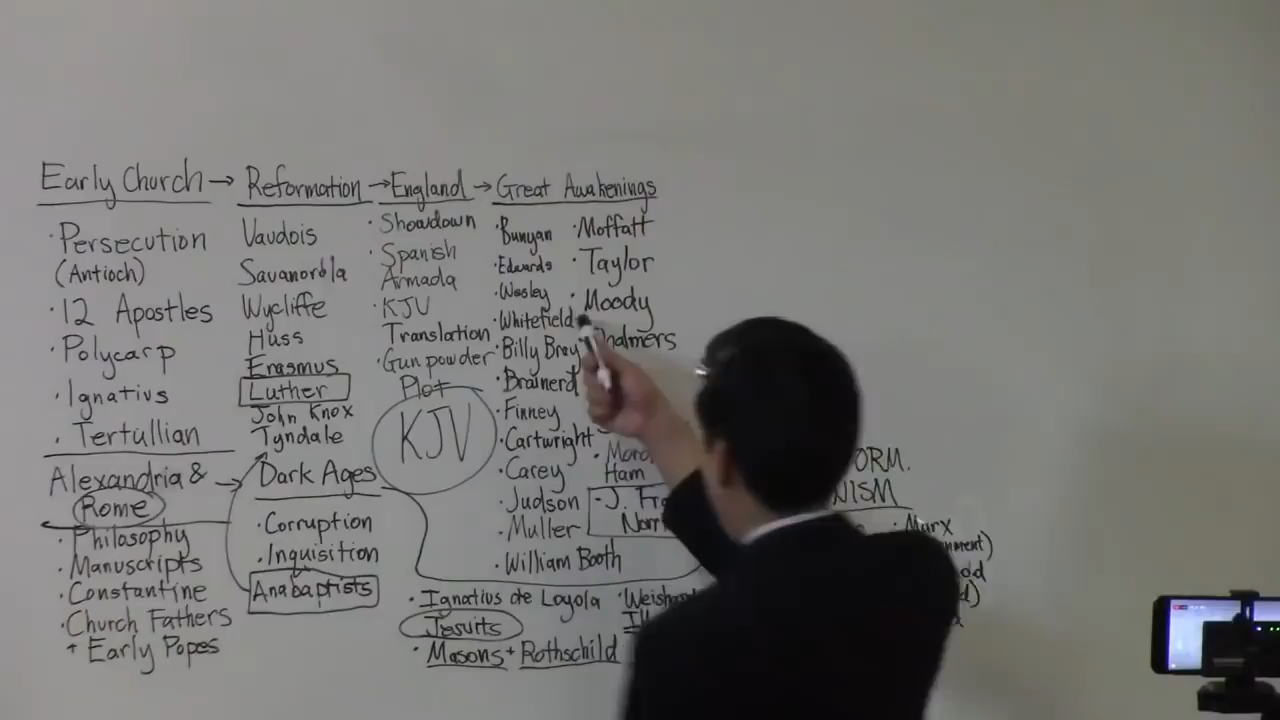 Early Church → Reformation → England → Great Awakenings
· Persecution
(Antioch)
· 12 Apostles
· Polycarp
· Ignatius
· Tertullian
Alexandria & →
Rome
· Philosophy
· Manuscripts
· Constantine
· Church Fathers
+ Early Popes
Vaudois
Savanorola
Wycliffe
Huss
Erasmus
Luther
John Knox
Tyndale
Dark Ages
· Corruption
· Inquisition
Anabaptists
· Showdown
· Spanish
Armada
· KJV
Translation
· Gunpowder
Plot
KJV
· Bunyan
· Edwards
· Wesley
· Whitefield
· Billy Bray
· Brainerd
· Finney
· Cartwright
· Carey
· Judson
· Muller
· William Booth
· Moffatt
· Taylor
· Moody
Ham
- J.
· Ignatius de Loyola
Jesuits
· Masons + Rothschild
· Marx